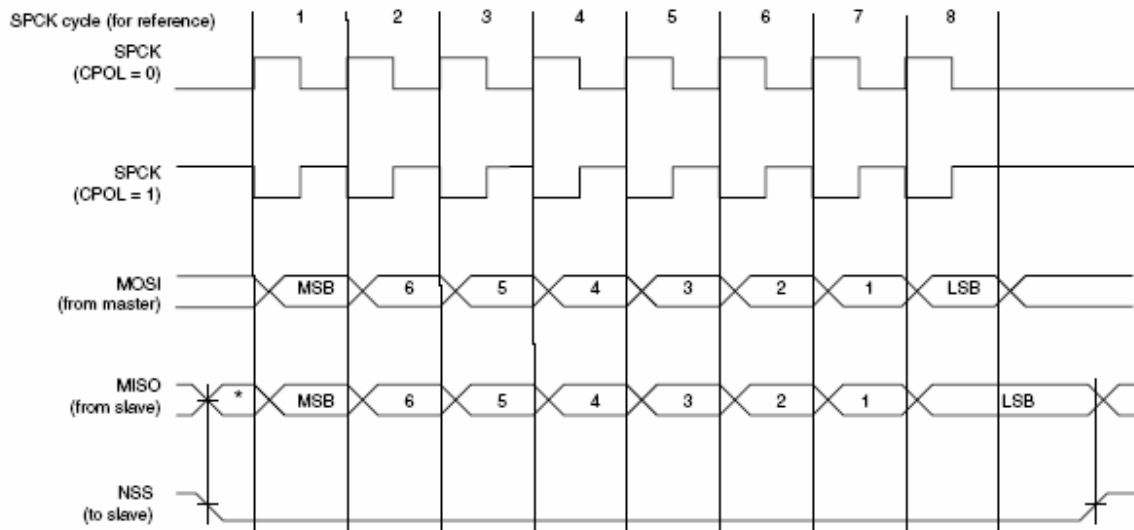 SPCK cycle (for reference) 1 2 3 4 5 6 7 8
SPCK
(CPOL = 0)
SPCK
(CPOL = 1)
MOSI
(from master)
MSB 6 5 4 3 2 1 LSB
MISO
(from slave)
* MSB 6 5 4 3 2 1 LSB
NSS
(to slave)